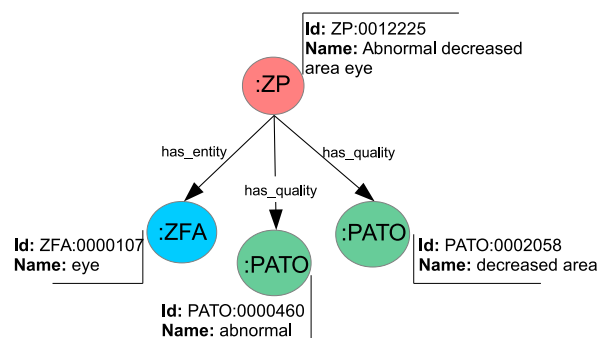 Id: ZP:0012225
Name: Abnormal decreased
area eye
:ZP
has_entity
has_quality
has_quality
:ZFA
:PATO
:PATO
Id: ZFA:0000107
Name: eye
Id: PATO:0002058
Name: decreased area
Id: PATO:0000460
Name: abnormal